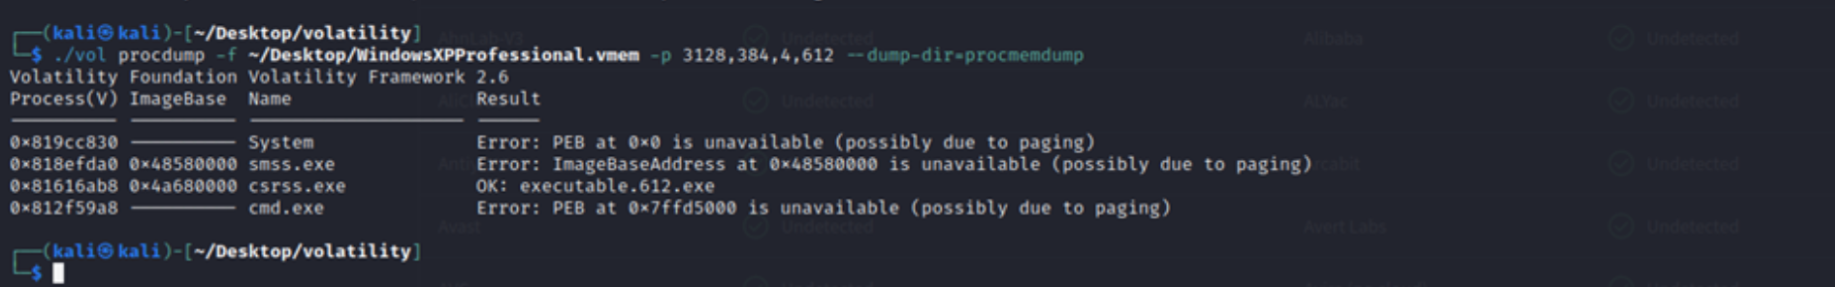 ┌──(kali㉿kali)-[~/Desktop/volatility]
└─$ ./vol procdump -f ~/Desktop/WindowsXPProfessional.vmem -p 3128,384,4,612 --dump-dir=procmemdump
Volatility Foundation Volatility Framework 2.6
Process(V) ImageBase  Name                 Result
---------- ---------- -------------------- ------
0×819cc830 ---------- System               Error: PEB at 0×0 is unavailable (possibly due to paging)
0×818efda0 0×48580000 smss.exe             Error: ImageBaseAddress at 0×48580000 is unavailable (possibly due to paging)
0×81616ab8 0×4a680000 csrss.exe            OK: executable.612.exe
0×812f59a8 ---------- cmd.exe              Error: PEB at 0×7ffd5000 is unavailable (possibly due to paging)
┌──(kali㉿kali)-[~/Desktop/volatility]
└─$
AhnLab-V3 Undetected Alibaba Undetected
Undetected ALYac Undetected
Undetected
Avast Undetected Avert Labs Undetected